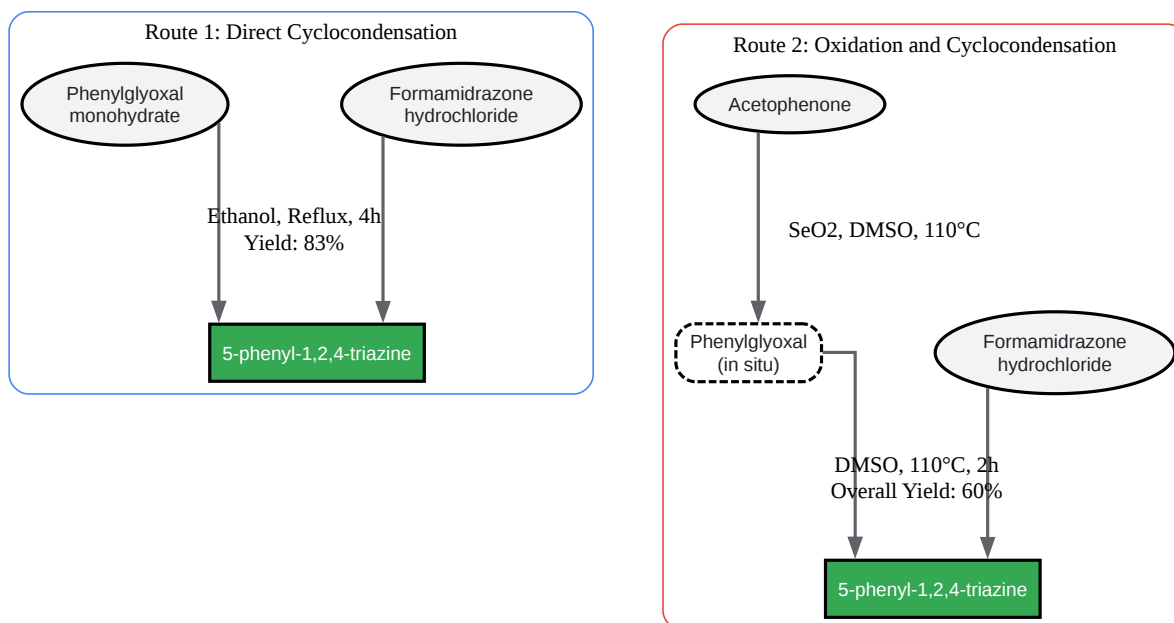 Route 1: Direct Cyclocondensation
Phenylglyoxal
monohydrate
Formamidrazone
hydrochloride
Ethanol, Reflux, 4h
Yield: 83%
5-phenyl-1,2,4-triazine
Route 2: Oxidation and Cyclocondensation
Acetophenone
SeO2, DMSO, 110°C
Phenylglyoxal
(in situ)
Formamidrazone
hydrochloride
DMSO, 110°C, 2h
Overall Yield: 60%
5-phenyl-1,2,4-triazine